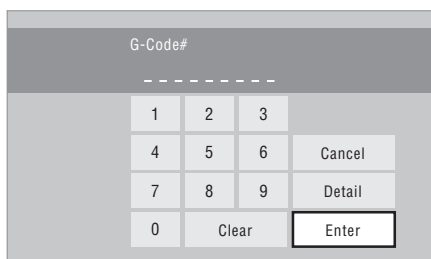 G-Code#
_ _ _ _ _ _ _ _ _
1 2 3
4 5 6 Cancel
7 8 9 Detail
0 Clear Enter